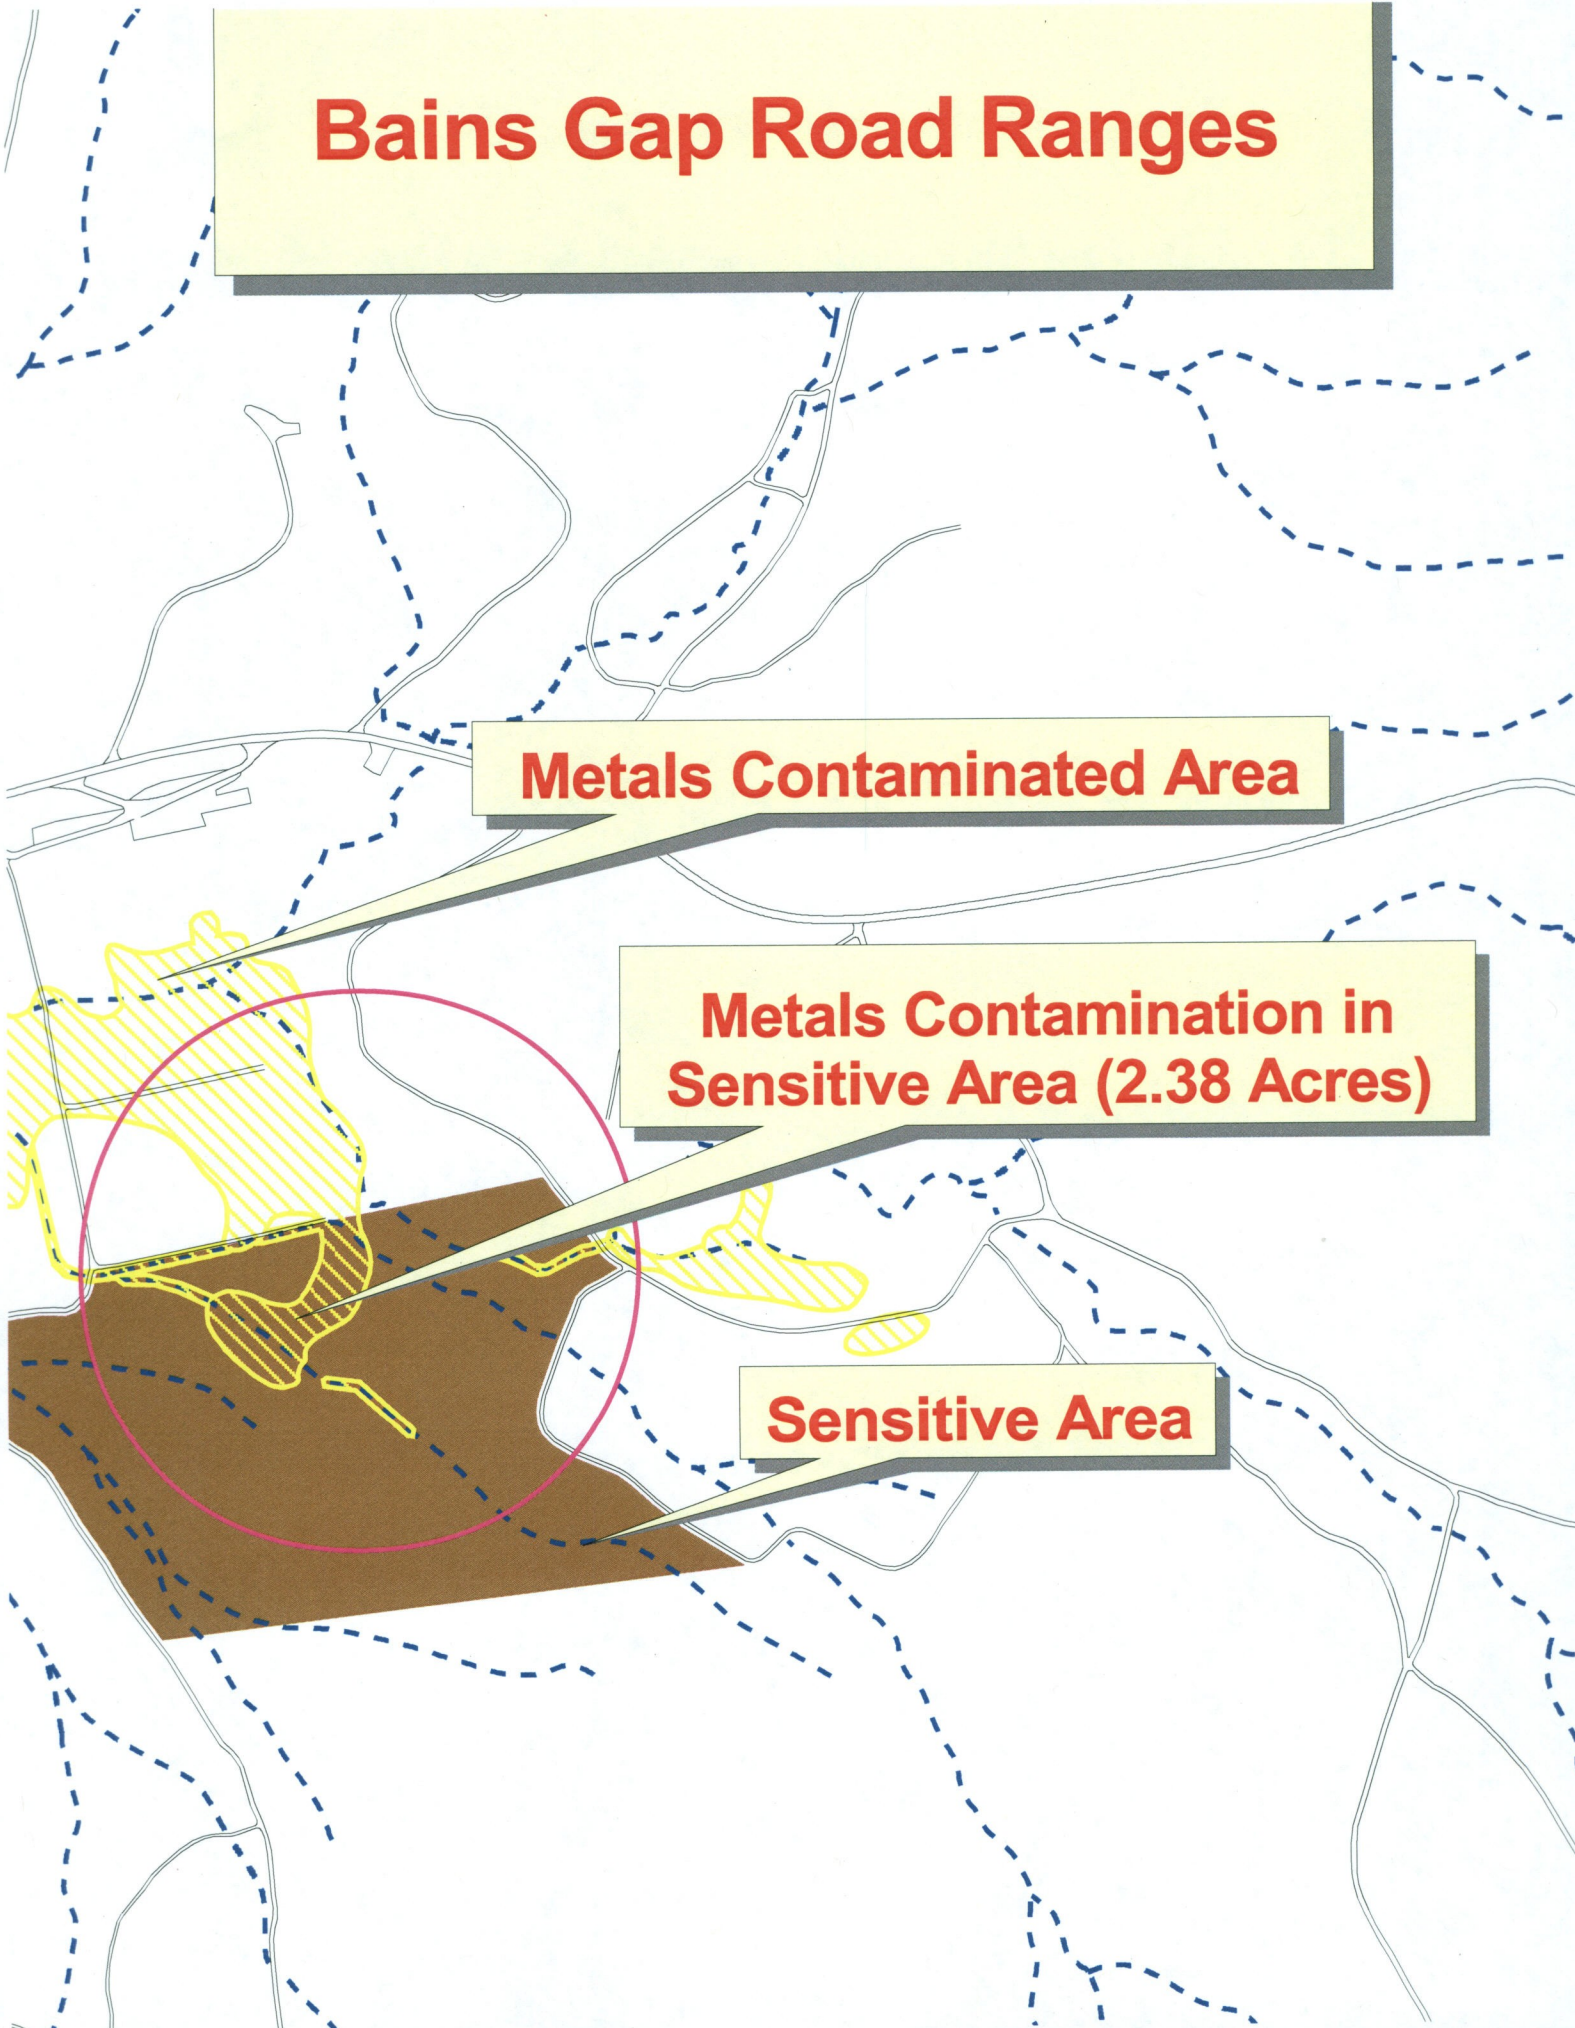 Bains Gap Road Ranges
Metals Contaminated Area
Metals Contamination in
Sensitive Area (2.38 Acres)
Sensitive Area